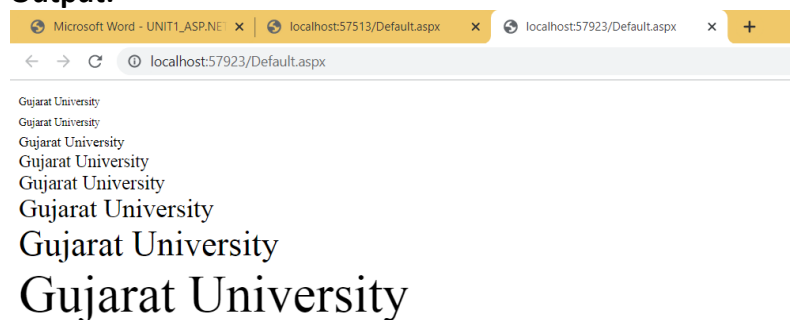 Output:
Microsoft Word - UNIT1_ASP.NET
localhost:57513/Default.aspx
localhost:57923/Default.aspx
localhost:57923/Default.aspx
Gujarat University
Gujarat University
Gujarat University
Gujarat University
Gujarat University
Gujarat University
Gujarat University
Gujarat University